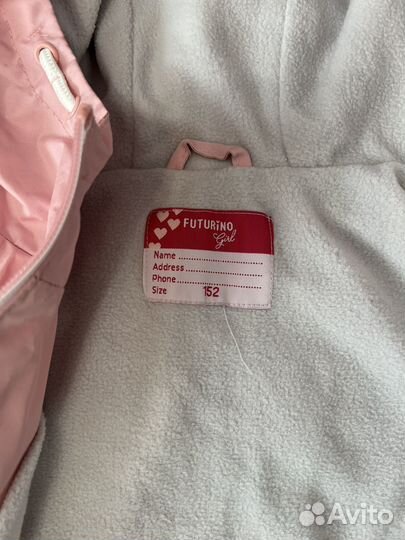 FUTURINO
Girl
Name..................
Address..................
Phone..................
Size 152
Avito